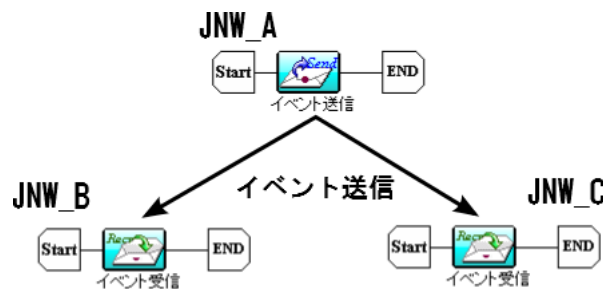 JNW_A
Start
Send
END
イベント送信
イベント送信
JNW_B
JNW_C
Start
Recv
END
イベント受信
Start
Recv
END
イベント受信